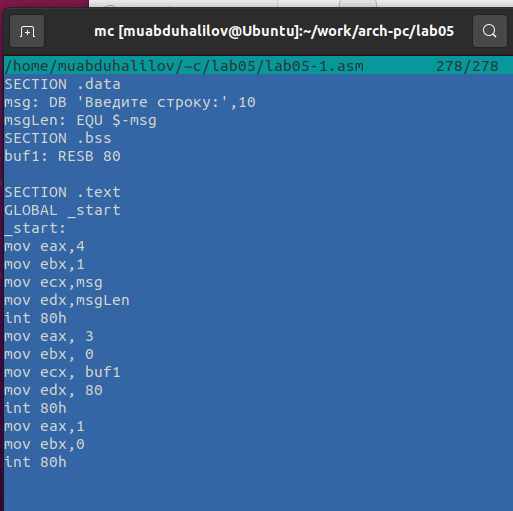 mc [muabduhalilov@Ubuntu]:~/work/arch-pc/lab05
/home/muabduhalilov/~c/lab05/lab05-1.asm 278/278
SECTION .data
msg: DB 'Введите строку:',10
msgLen: EQU $-msg
SECTION .bss
buf1: RESB 80
SECTION .text
GLOBAL _start
_start:
mov eax,4
mov ebx,1
mov ecx,msg
mov edx,msgLen
int 80h
mov eax, 3
mov ebx, 0
mov ecx, buf1
mov edx, 80
int 80h
mov eax,1
mov ebx,0
int 80h